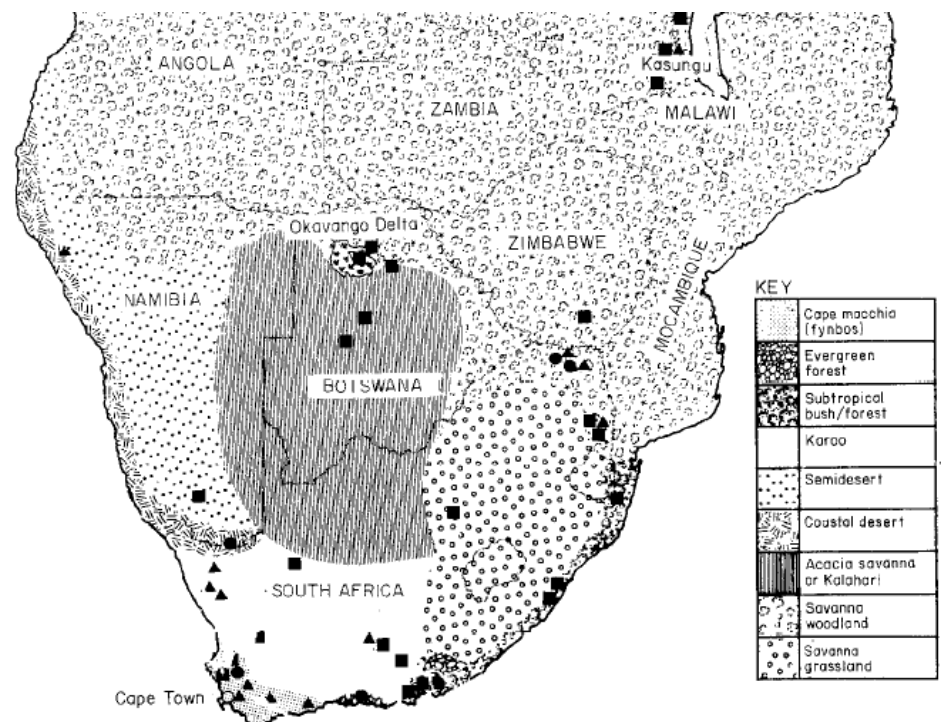 ANGOLA
Kasungu
ZAMBIA
MALAWI
Okavango Delta
ZIMBABWE
MOCAMBIQUE
NAMIBIA
BOTSWANA
SOUTH AFRICA
Cape Town
KEY
Cape macchia
(fynbos)
Evergreen
forest
Subtropical
bush/forest
Karoo
Semidesert
Coastal desert
Acacia savanna
or Kalahari
Savanna
woodland
Savanna
grassland